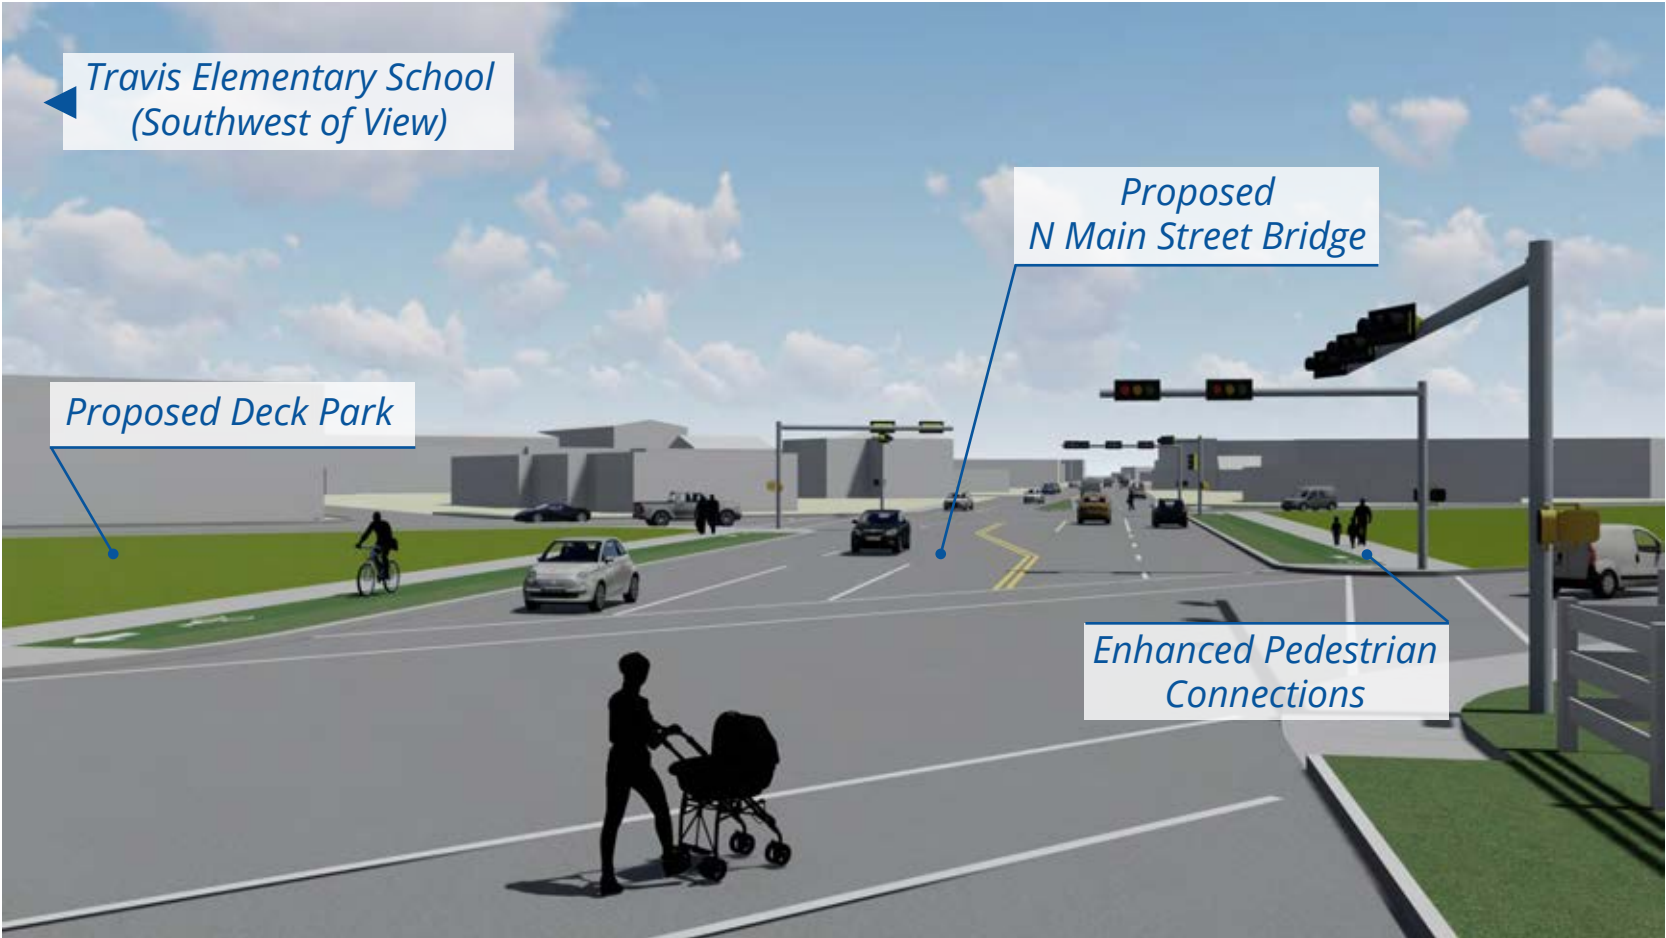 Travis Elementary School
(Southwest of View)
Proposed
N Main Street Bridge
Proposed Deck Park
Enhanced Pedestrian
Connections